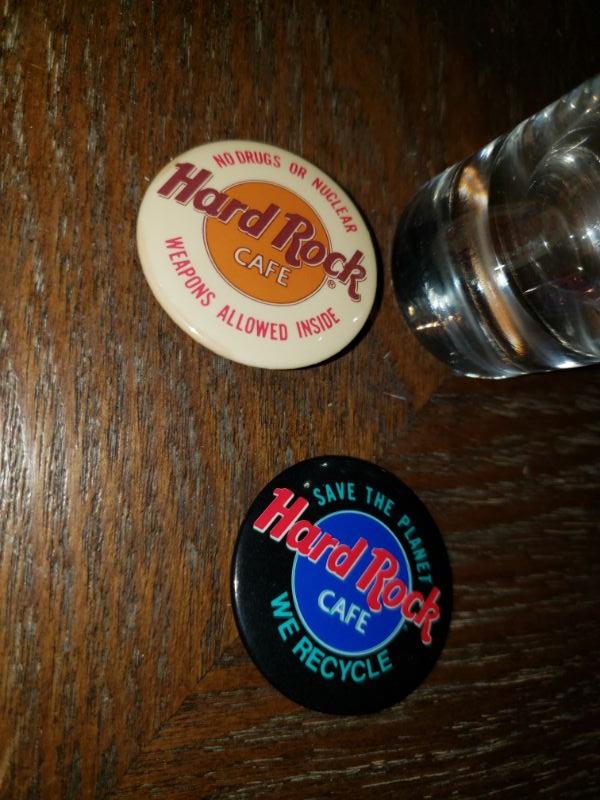 NO DRUGS OR NUCLEAR
Hard Rock
CAFE
®
WEAPONS ALLOWED INSIDE
SAVE THE PLANET
Hard Rock
CAFE
WE RECYCLE